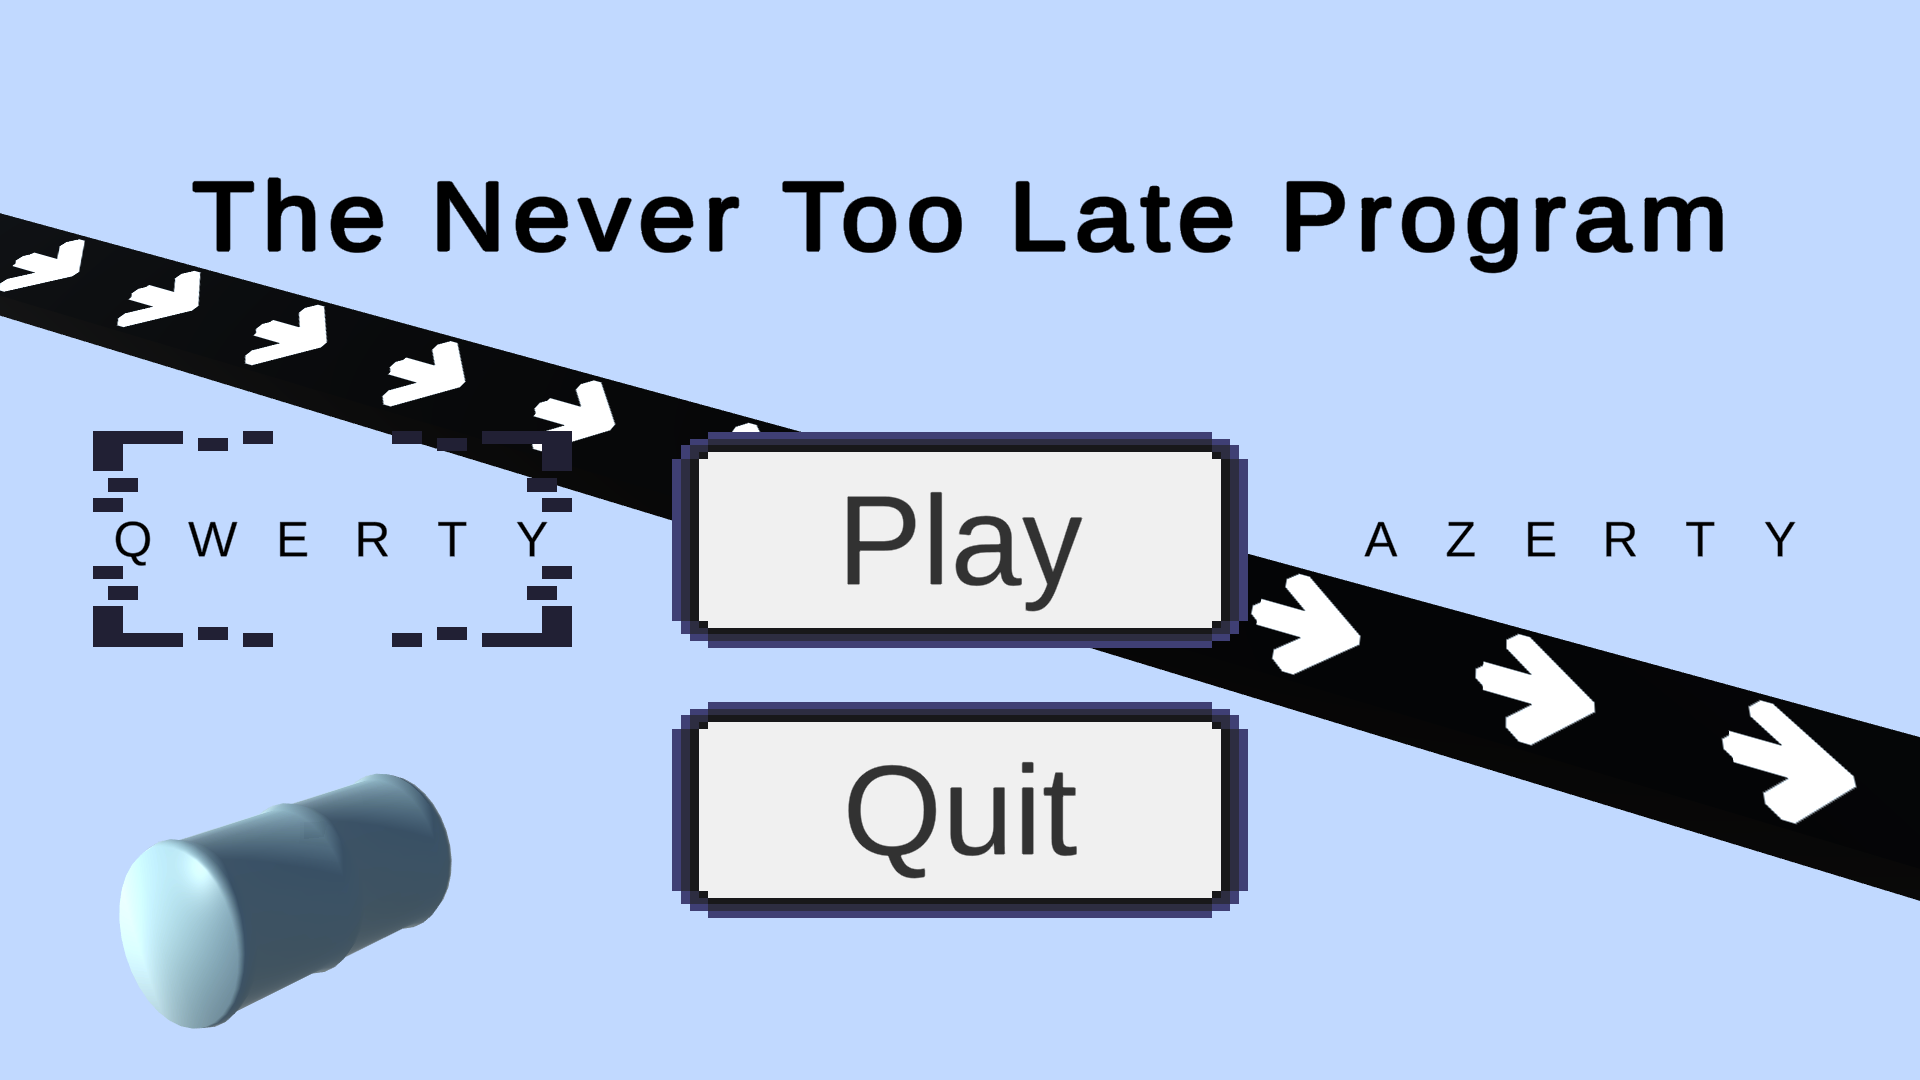 The Never Too Late Program
Q W E R T Y
Play
A Z E R T Y
Quit